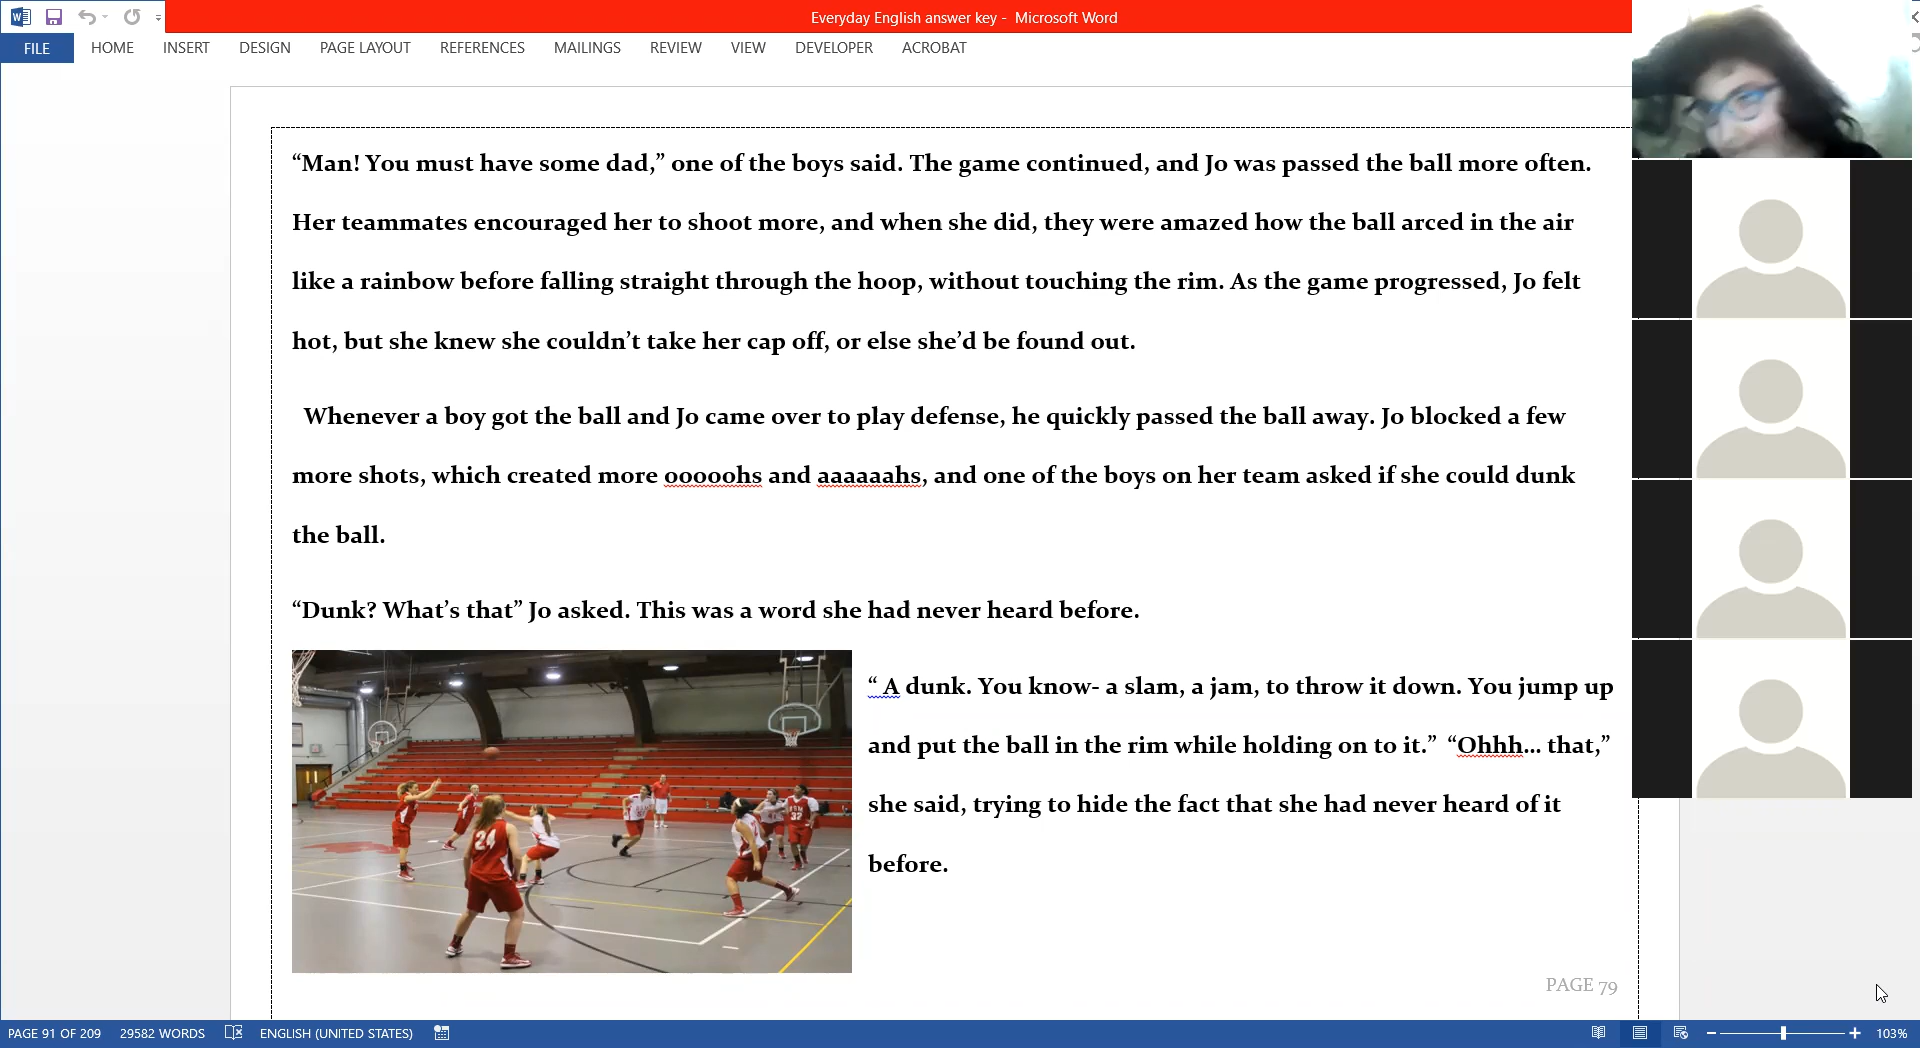 Everyday English answer key - Microsoft Word
FILE HOME INSERT DESIGN PAGE LAYOUT REFERENCES MAILINGS REVIEW VIEW DEVELOPER ACROBAT
“Man! You must have some dad,” one of the boys said. The game continued, and Jo was passed the ball more often.
Her teammates encouraged her to shoot more, and when she did, they were amazed how the ball arced in the air
like a rainbow before falling straight through the hoop, without touching the rim. As the game progressed, Jo felt
hot, but she knew she couldn’t take her cap off, or else she’d be found out.
Whenever a boy got the ball and Jo came over to play defense, he quickly passed the ball away. Jo blocked a few
more shots, which created more ooooohs and aaaaaahs, and one of the boys on her team asked if she could dunk
the ball.
“Dunk? What’s that” Jo asked. This was a word she had never heard before.
“ A dunk. You know- a slam, a jam, to throw it down. You jump up
and put the ball in the rim while holding on to it.” “Ohhh... that,”
she said, trying to hide the fact that she had never heard of it
before.
24
32
PAGE 79
PAGE 91 OF 209 29582 WORDS ENGLISH (UNITED STATES) 103%